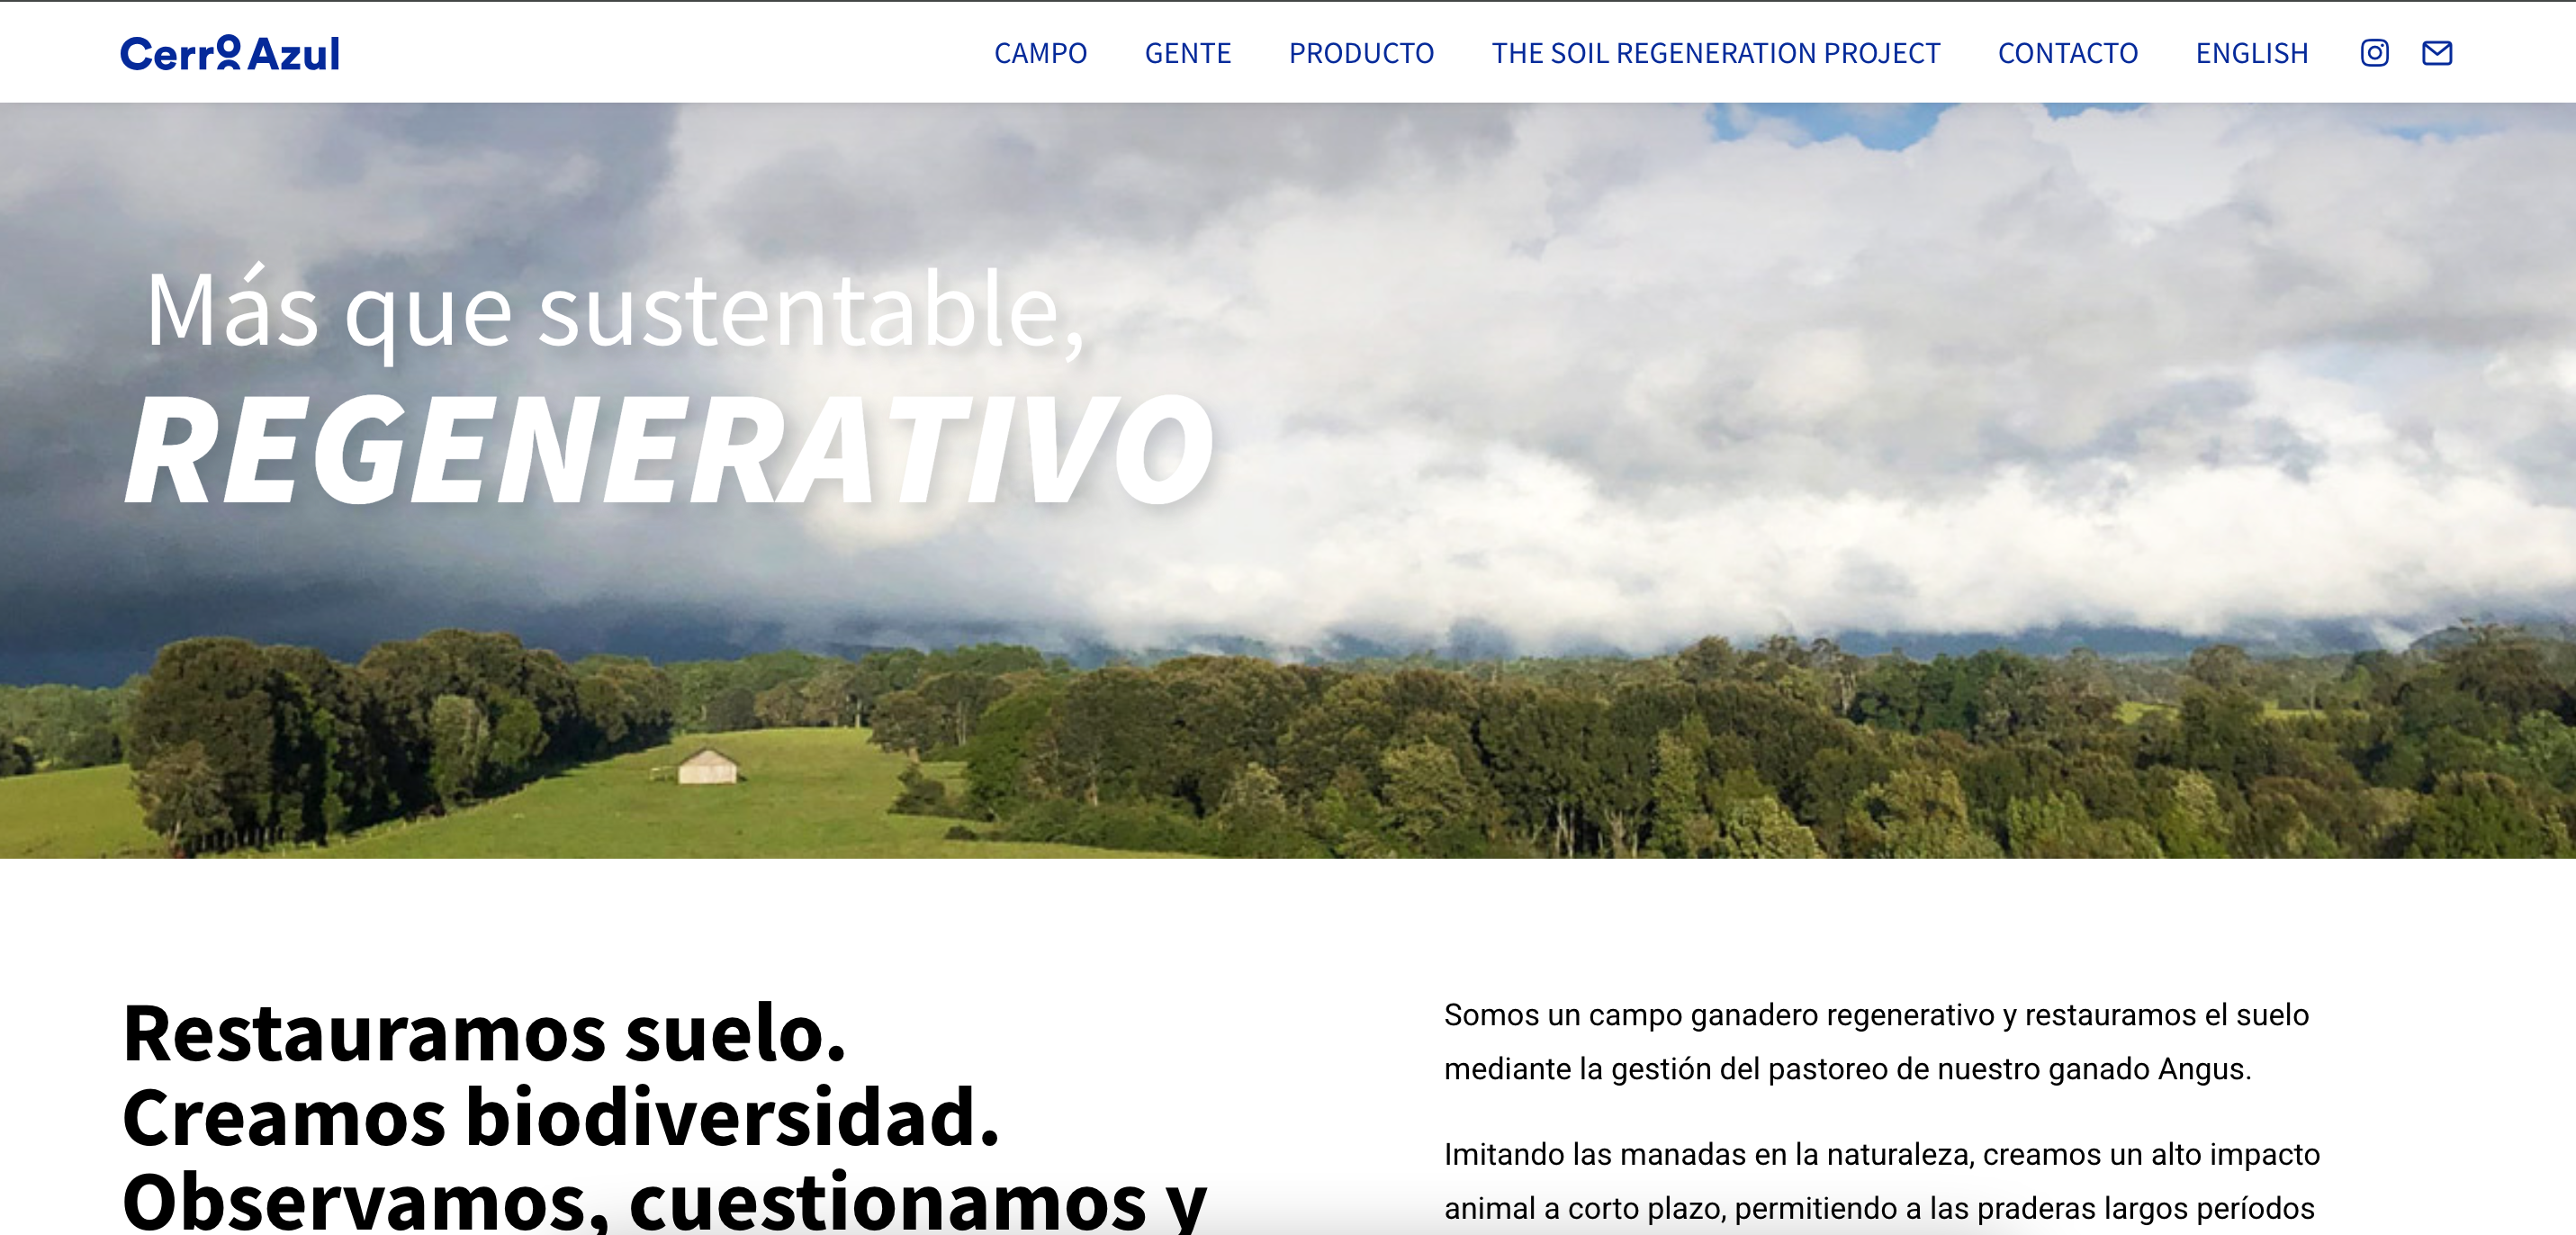 Cerro Azul
CAMPO
GENTE
PRODUCTO
THE SOIL REGENERATION PROJECT
CONTACTO
ENGLISH
Más que sustentable,
REGENERATIVO
Restauramos suelo.
Creamos biodiversidad.
Observamos, cuestionamos y
Somos un campo ganadero regenerativo y restauramos el suelo
mediante la gestión del pastoreo de nuestro ganado Angus.
Imitando las manadas en la naturaleza, creamos un alto impacto
animal a corto plazo, permitiendo a las praderas largos períodos